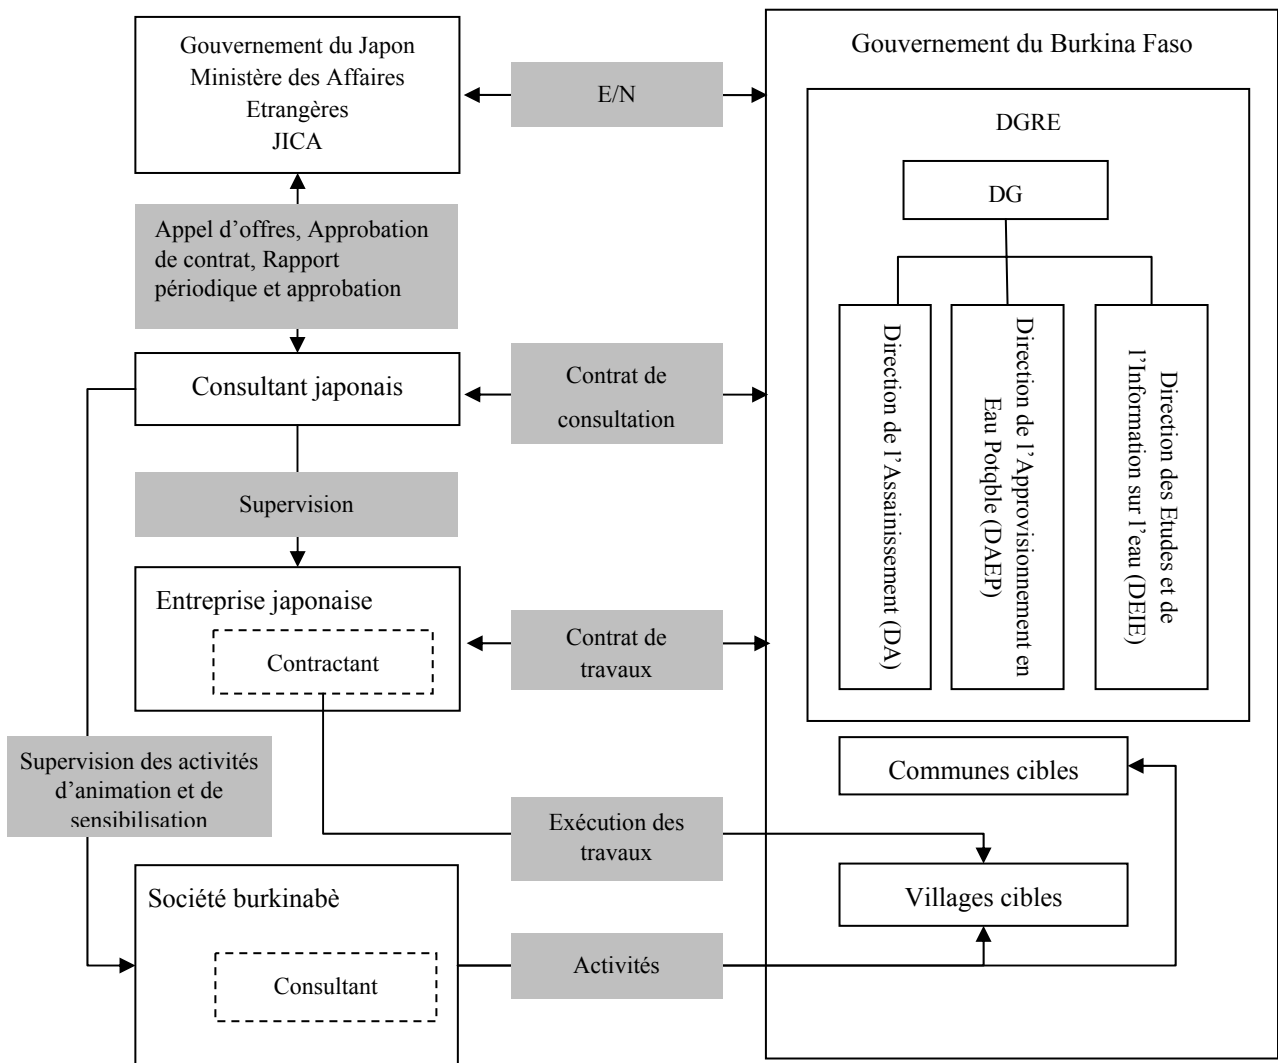 Gouvernement du Japon
Ministère des Affaires
Etrangères
JICA
E/N
Gouvernement du Burkina Faso
DGRE
DG
Appel d’offres, Approbation
de contrat, Rapport
périodique et approbation
Direction de l’Assainissement (DA)
Direction de l’Approvisionnement en
Eau Potqble (DAEP)
Direction des Etudes et de
l’Information sur l’eau (DEIE)
Consultant japonais
Contrat de
consultation
Supervision
Entreprise japonaise
Contractant
Contrat de
travaux
Supervision des activités
d’animation et de
sensibilisation
Communes cibles
Exécution des
travaux
Villages cibles
Société burkinabè
Consultant
Activités